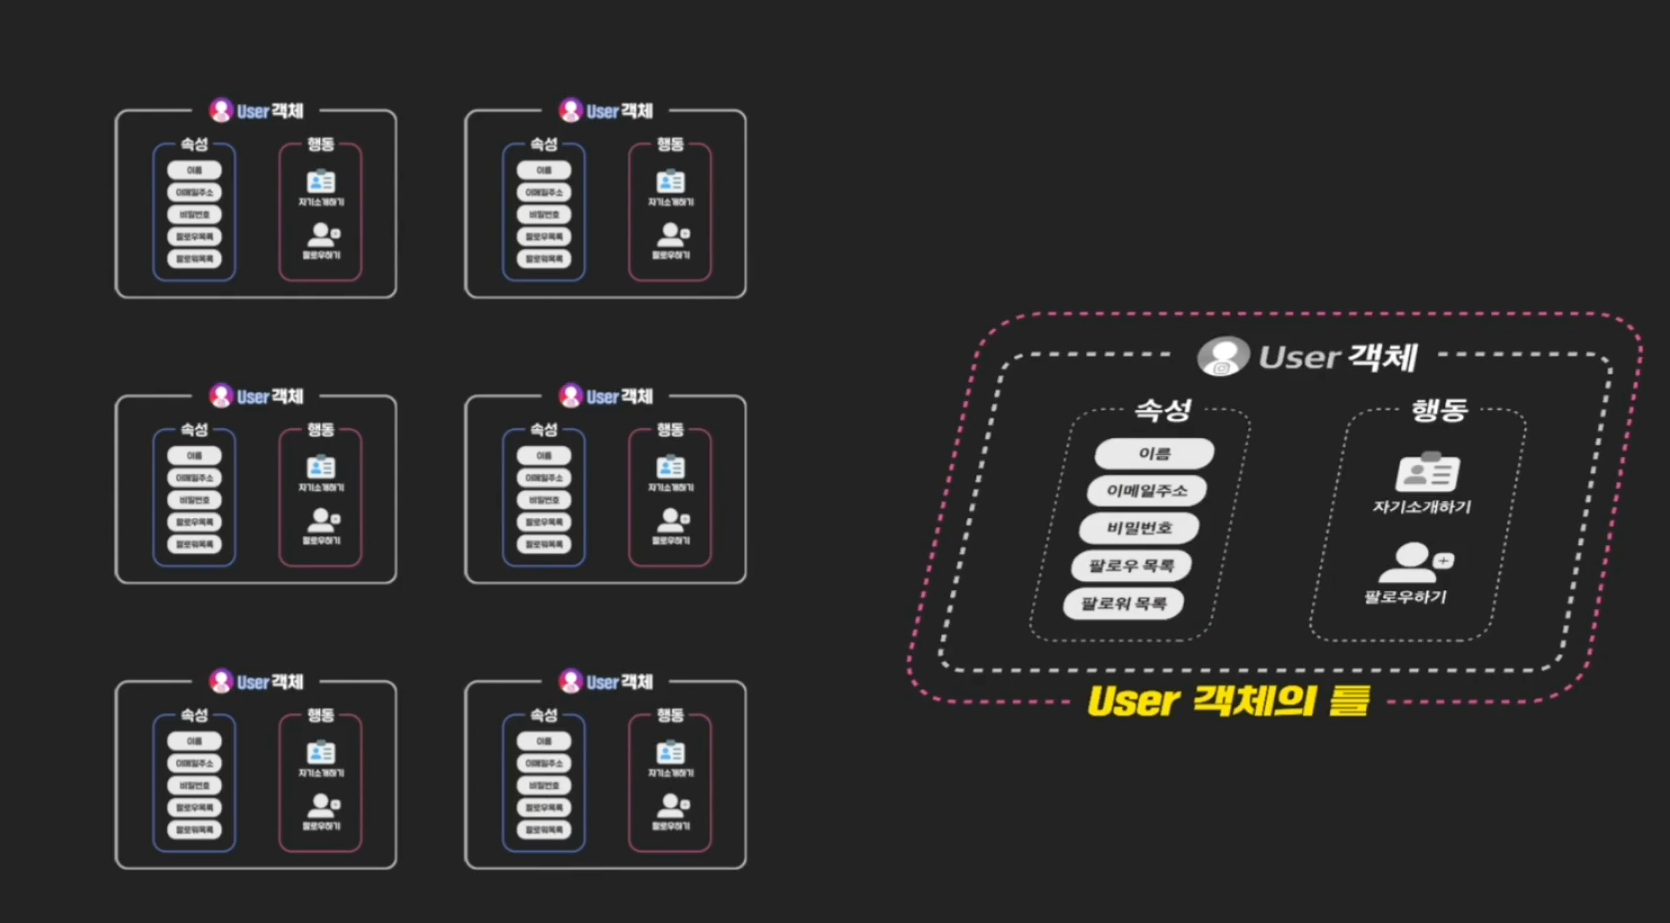 User 객체
속성
이름
이메일주소
비밀번호
팔로우목록
팔로워목록
행동
자기소개하기
팔로우하기
User 객체
속성
이름
이메일주소
비밀번호
팔로우목록
팔로워목록
행동
자기소개하기
팔로우하기
User 객체
속성
이름
이메일주소
비밀번호
팔로우목록
팔로워목록
행동
자기소개하기
팔로우하기
User 객체
속성
이름
이메일주소
비밀번호
팔로우목록
팔로워목록
행동
자기소개하기
팔로우하기
User 객체
속성
이름
이메일주소
비밀번호
팔로우목록
팔로워목록
행동
자기소개하기
팔로우하기
User 객체
속성
이름
이메일주소
비밀번호
팔로우목록
팔로워목록
행동
자기소개하기
팔로우하기
User 객체
속성
이름
이메일주소
비밀번호
팔로우 목록
팔로워 목록
행동
자기소개하기
팔로우하기
User 객체의 틀